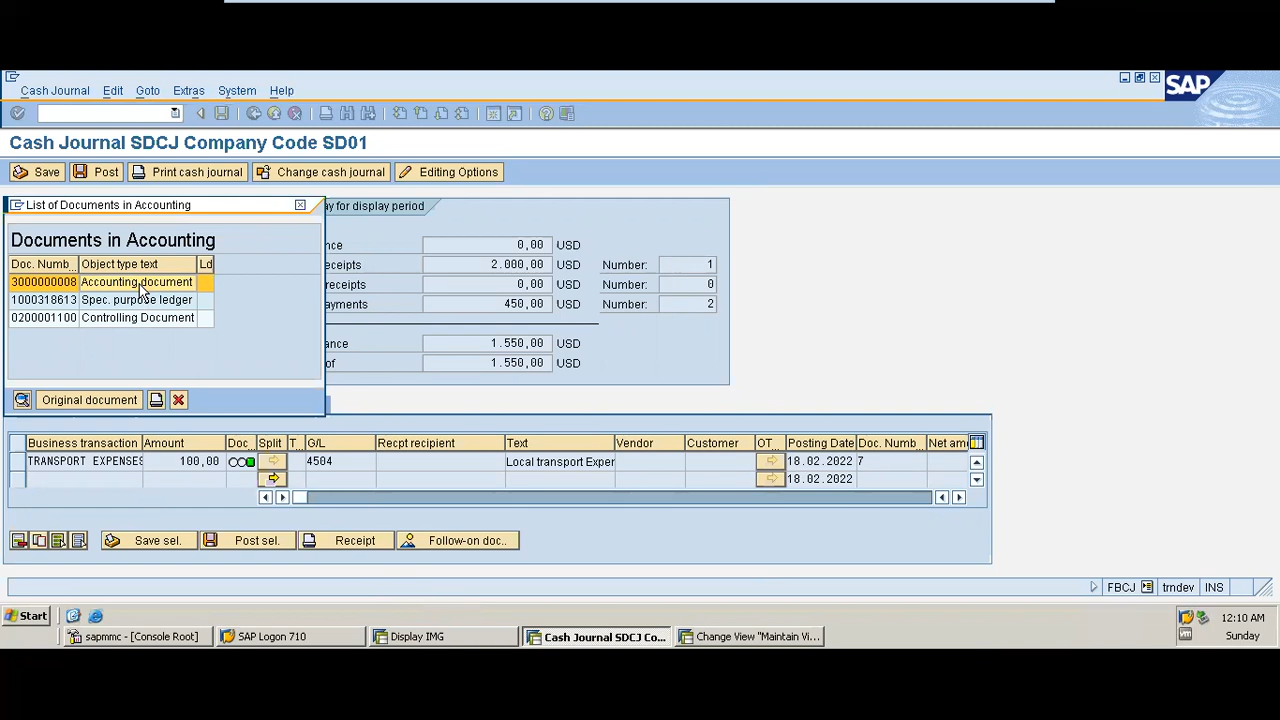 Cash Journal Edit Goto Extras System Help
SAP
Cash Journal SDCJ Company Code SD01
Save Post Print cash journal Change cash journal Editing Options
List of Documents in Accounting
ay for display period
Documents in Accounting
Doc. Numb... Object type text Ld
3000000008 Accounting document
1000318613 Spec. purpose ledger
0200001100 Controlling Document
ance 0,00 USD
eceipts 2.000,00 USD Number: 1
eceipts 0,00 USD Number: 0
ayments 450,00 USD Number: 2
ance 1.550,00 USD
of 1.550,00 USD
Original document
Business transaction Amount Doc. Split T... G/L Recpt recipient Text Vendor Customer OT... Posting Date Doc. Numb... Net am
TRANSPORT EXPENSES 100,00 4504 Local transport Exper 18.02.2022 7
18.02.2022
Save sel. Post sel. Receipt Follow-on doc..
FBCJ trndev INS
Start
sapmmc - [Console Root] SAP Logon 710 Display IMG Cash Journal SDCJ Co... Change View "Maintain Vi...
12:10 AM
Sunday